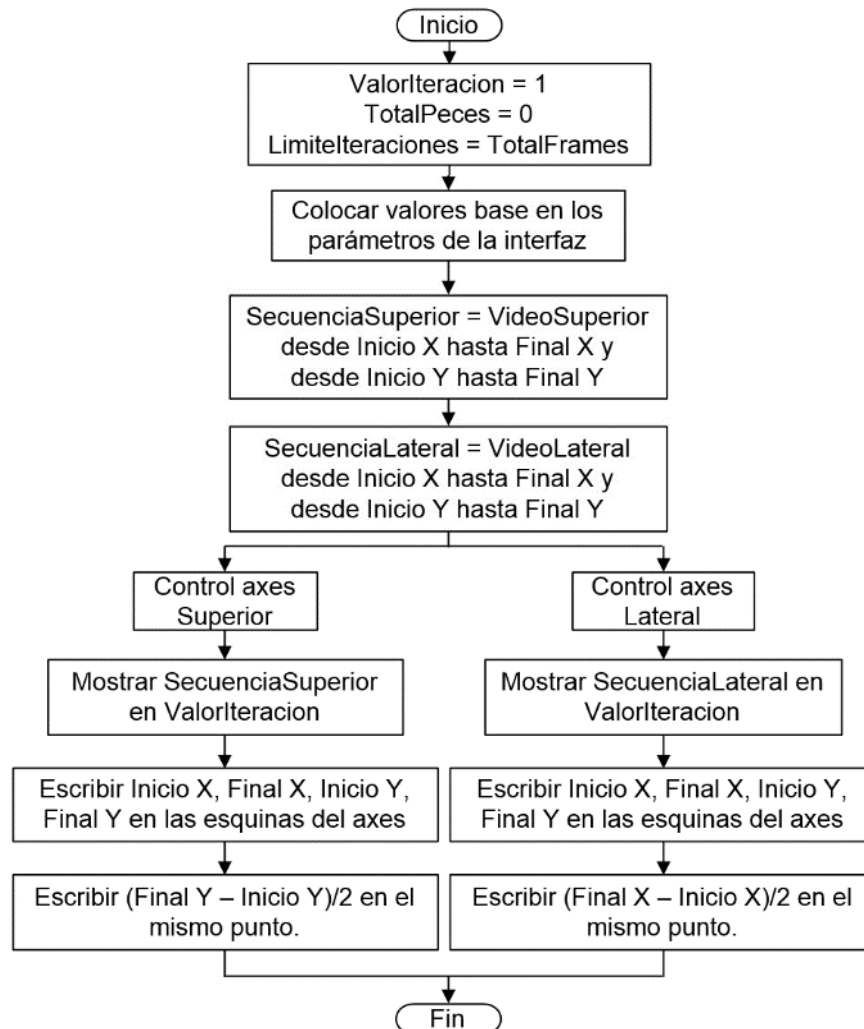 Inicio
ValorIteracion = 1
TotalPeces = 0
LimiteIteraciones = TotalFrames
Colocar valores base en los
parámetros de la interfaz
SecuenciaSuperior = VideoSuperior
desde Inicio X hasta Final X y
desde Inicio Y hasta Final Y
SecuenciaLateral = VideoLateral
desde Inicio X hasta Final X y
desde Inicio Y hasta Final Y
Control axes
Superior
Mostrar SecuenciaSuperior
en ValorIteracion
Escribir Inicio X, Final X, Inicio Y,
Final Y en las esquinas del axes
Escribir (Final Y – Inicio Y)/2 en el
mismo punto.
Control axes
Lateral
Mostrar SecuenciaLateral en
ValorIteracion
Escribir Inicio X, Final X, Inicio Y,
Final Y en las esquinas del axes
Escribir (Final X – Inicio X)/2 en el
mismo punto.
Fin